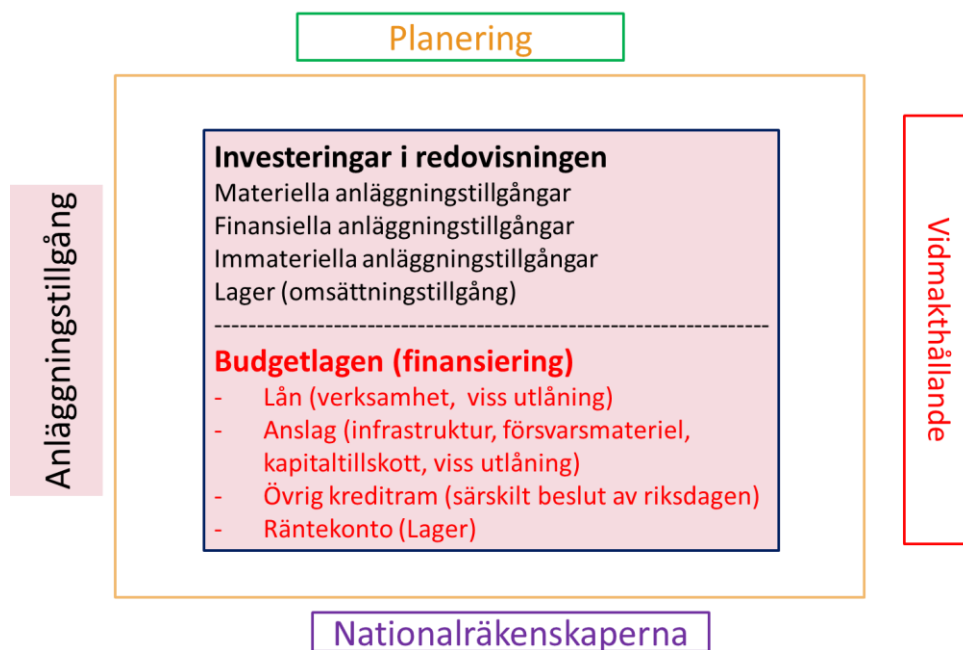 Planering
Anläggningstillgång
Investeringar i redovisningen
Materiella anläggningstillgångar
Finansiella anläggningstillgångar
Immateriella anläggningstillgångar
Lager (omsättningstillgång)
-----------------------------------------------------------------
Budgetlagen (finansiering)
- Lån (verksamhet, viss utlåning)
- Anslag (infrastruktur, försvarsmateriel,
kapitaltillskott, viss utlåning)
- Övrig kreditram (särskilt beslut av riksdagen)
- Räntekonto (Lager)
Vidmakthållande
Nationalräkenskaperna